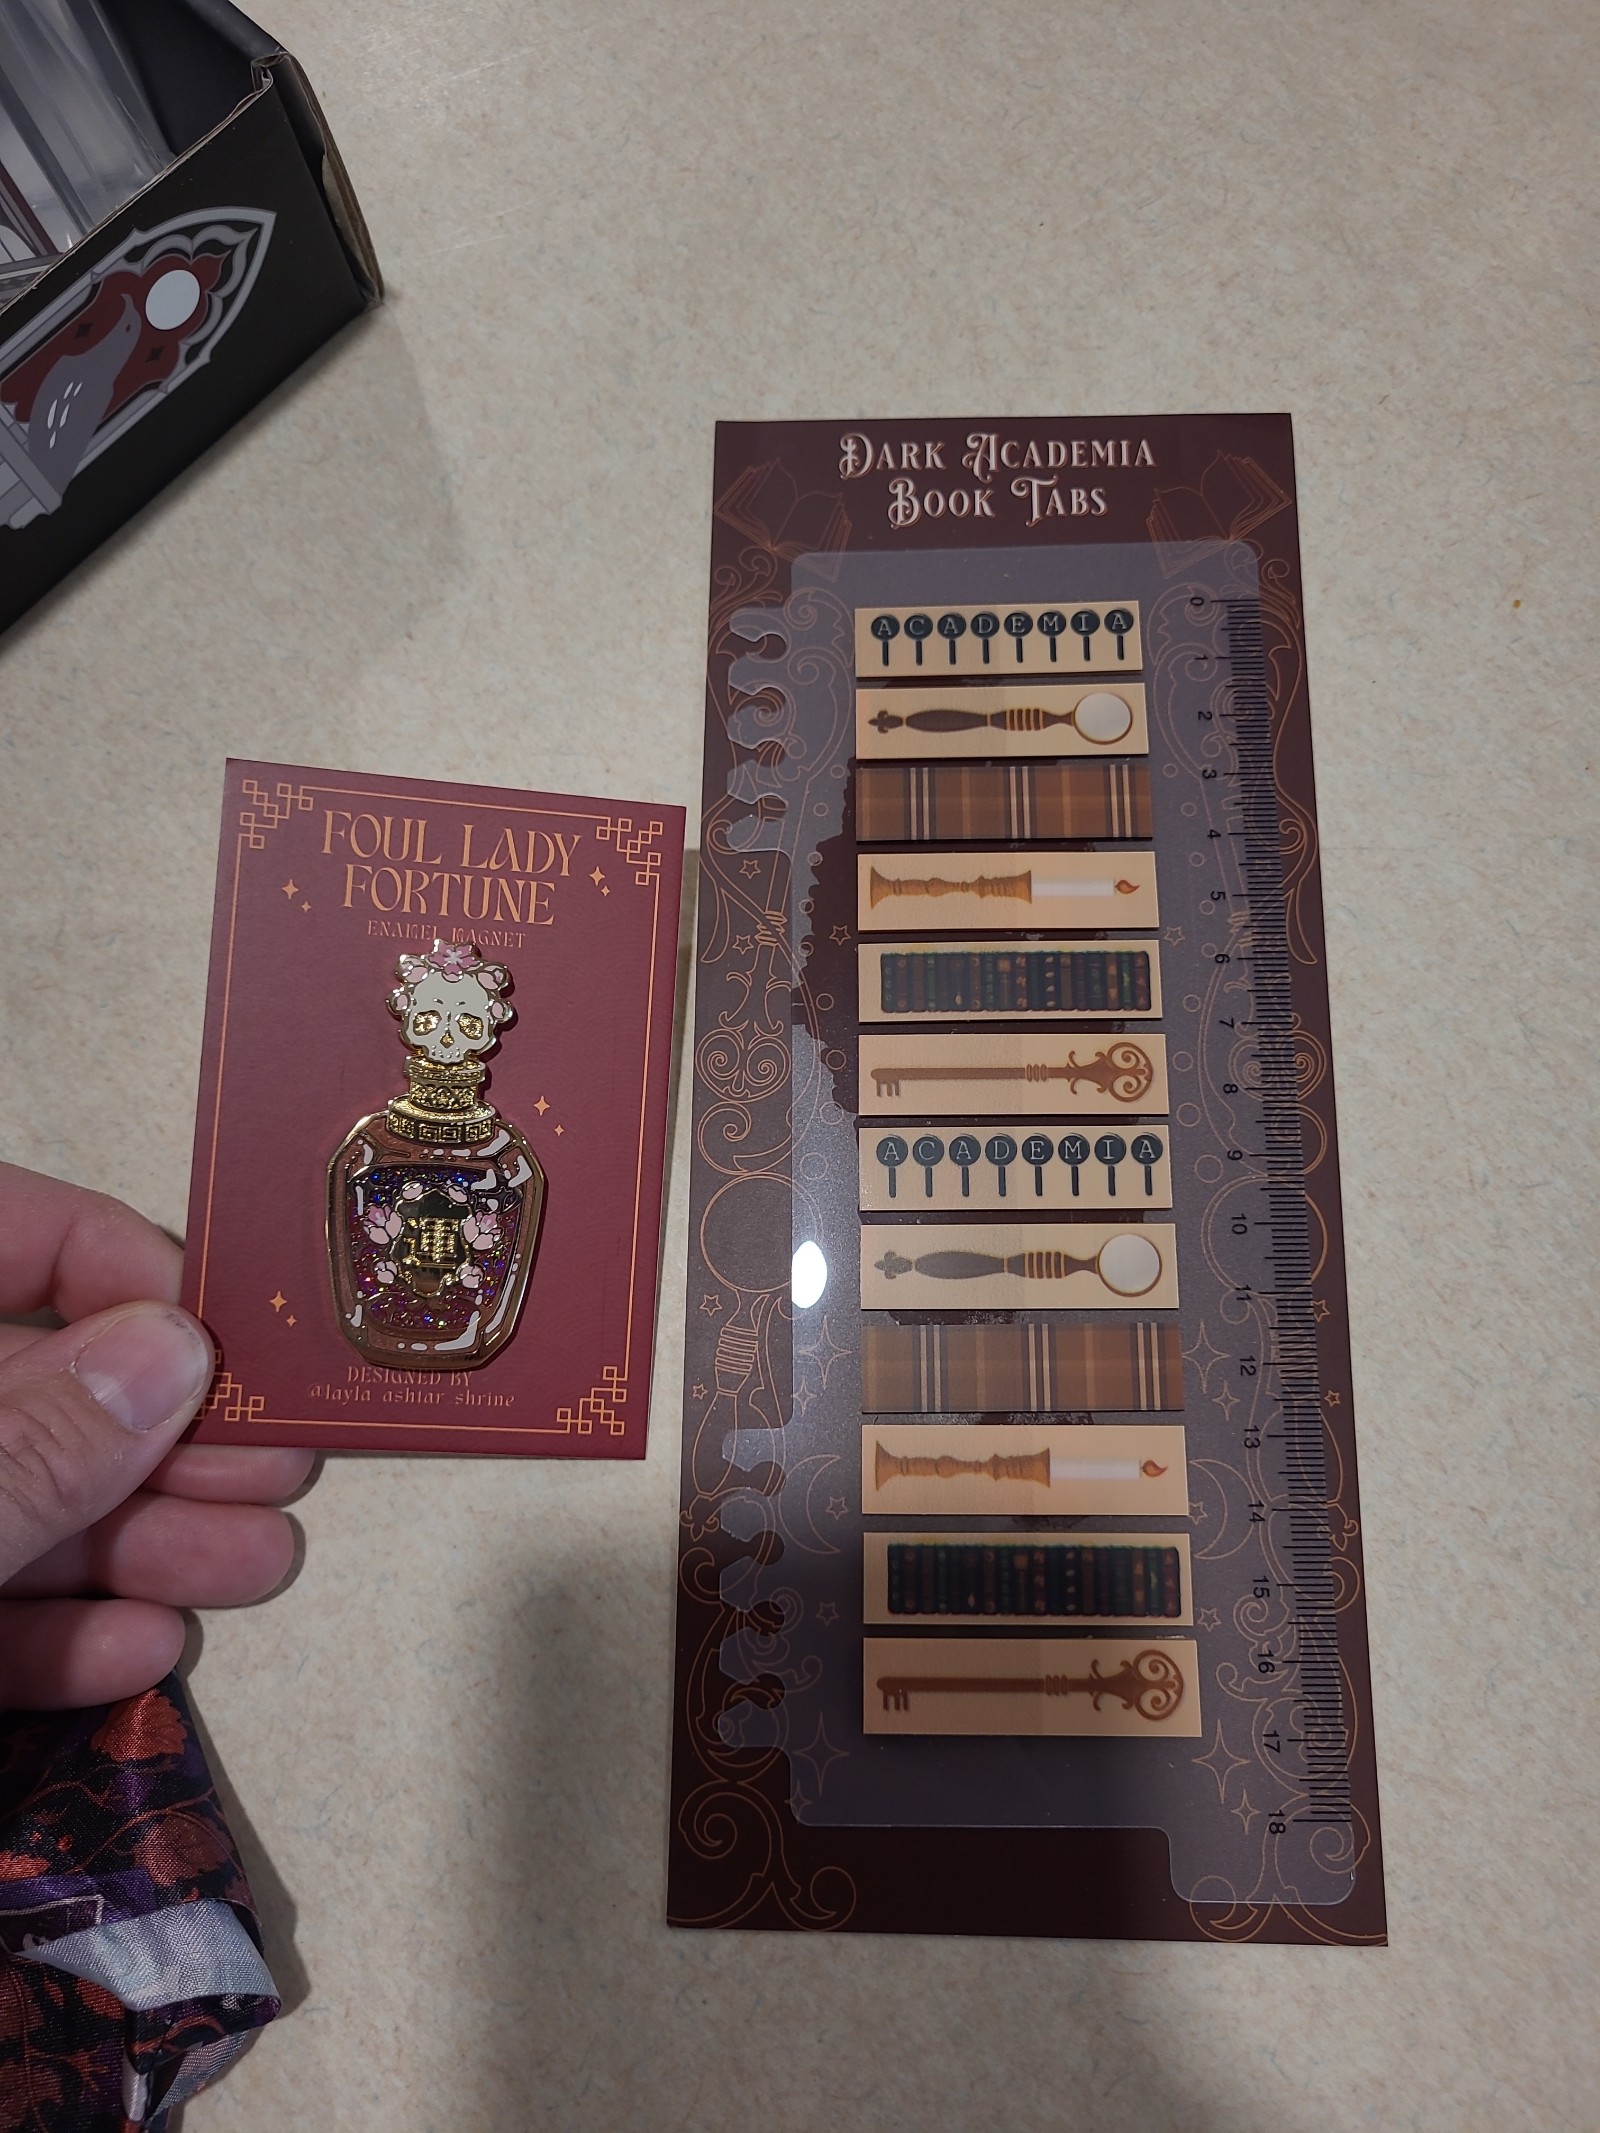 FOUL LADY
FORTUNE
ENAMEL MAGNET
DESIGNED BY
@layla ashtar shrine
DARK ACADEMIA
BOOK TABS
ACADEMIA
ACADEMIA
0
1
2
3
4
5
6
7
8
9
10
11
12
13
14
15
16
17
18